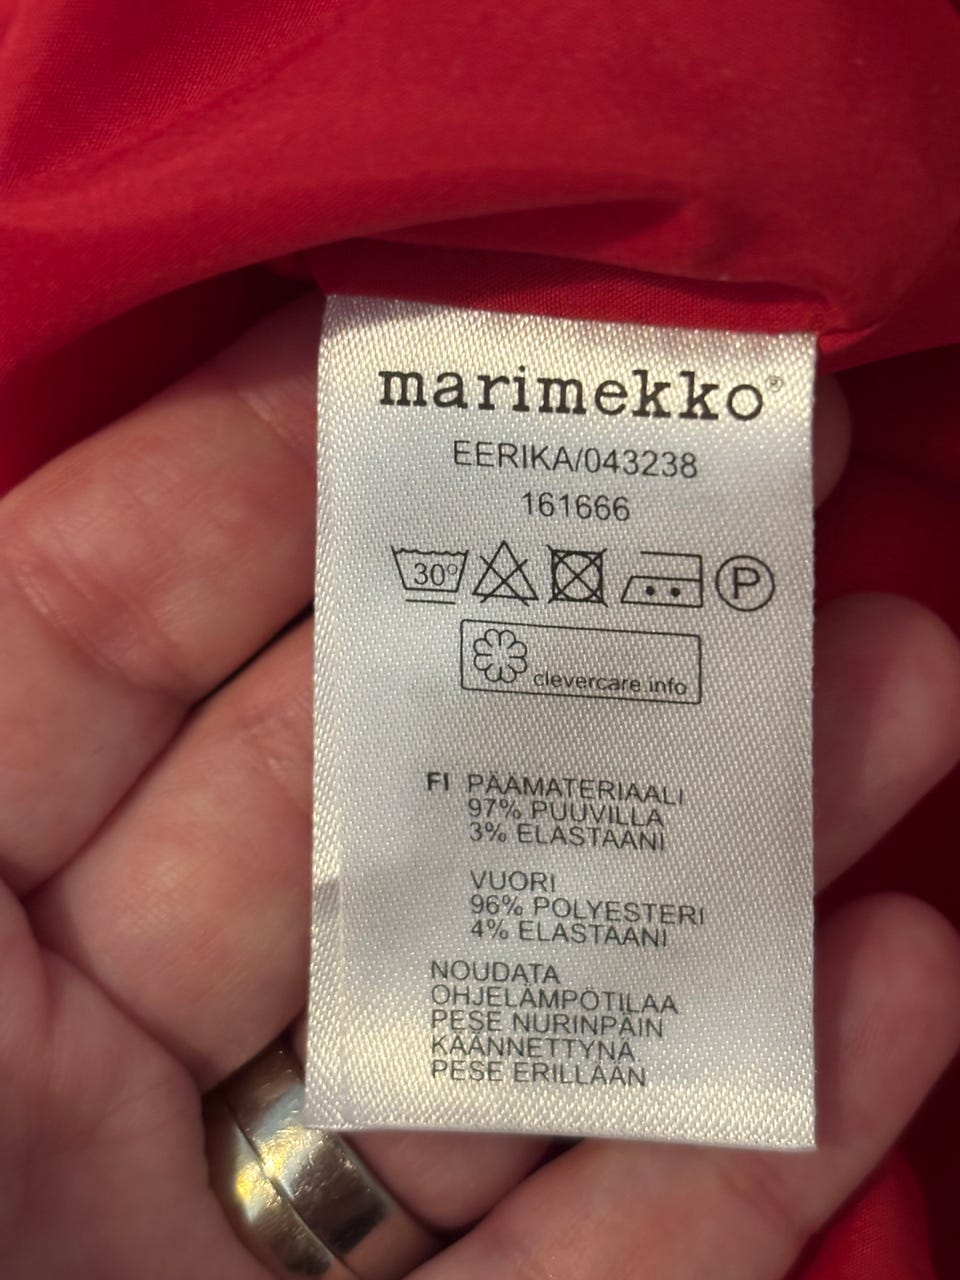 marimekko®
EERIKA/043238
161666
30° P
clevercare.info
FI PÄÄMATERIAALI
97% PUUVILLA
3% ELASTAANI
VUORI
96% POLYESTERI
4% ELASTAANI
NOUDATA
OHJELÄMPÖTILAA
PESE NURINPÄIN
KÄÄNNETTYNÄ
PESE ERILLÄÄN